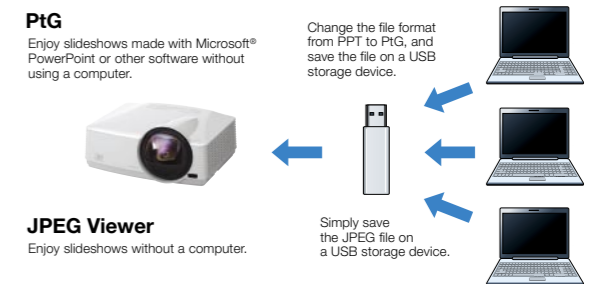 PtG
Enjoy slideshows made with Microsoft®
PowerPoint or other software without
using a computer.
Change the file format
from PPT to PtG, and
save the file on a USB
storage device.
JPEG Viewer
Enjoy slideshows without a computer.
Simply save
the JPEG file on
a USB storage device.